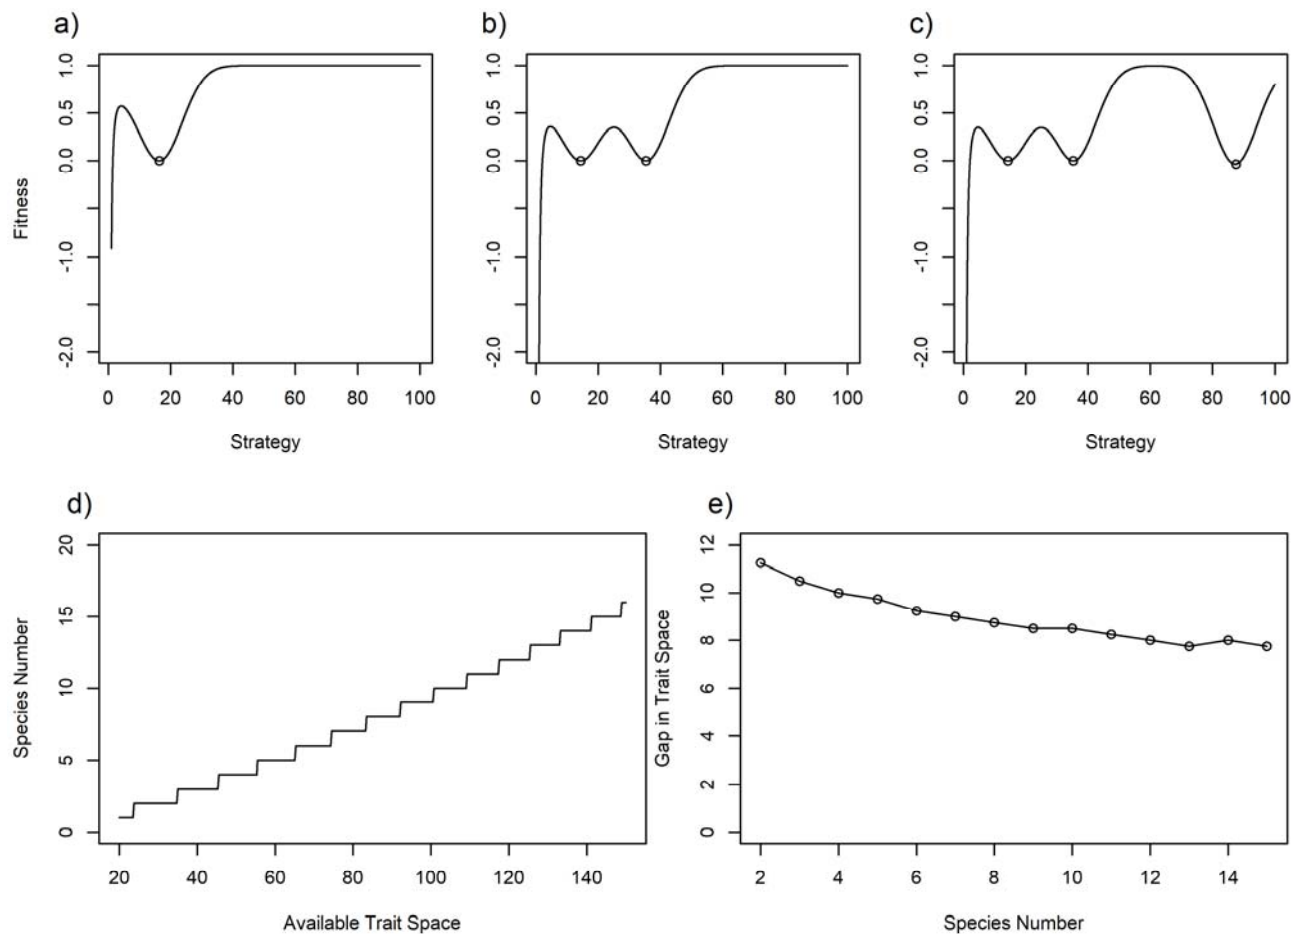 a)
b)
c)
Fitness
1.0
0.5
0.0
-1.0
-2.0
0 20 40 60 80 100
Strategy
1.0
0.5
0.0
-1.0
-2.0
0 20 40 60 80 100
Strategy
1.0
0.5
0.0
-1.0
-2.0
0 20 40 60 80 100
Strategy
d)
Species Number
20
15
10
5
0
20 40 60 80 100 120 140
Available Trait Space
e)
Gap in Trait Space
12
10
8
6
4
2
0
2 4 6 8 10 12 14
Species Number